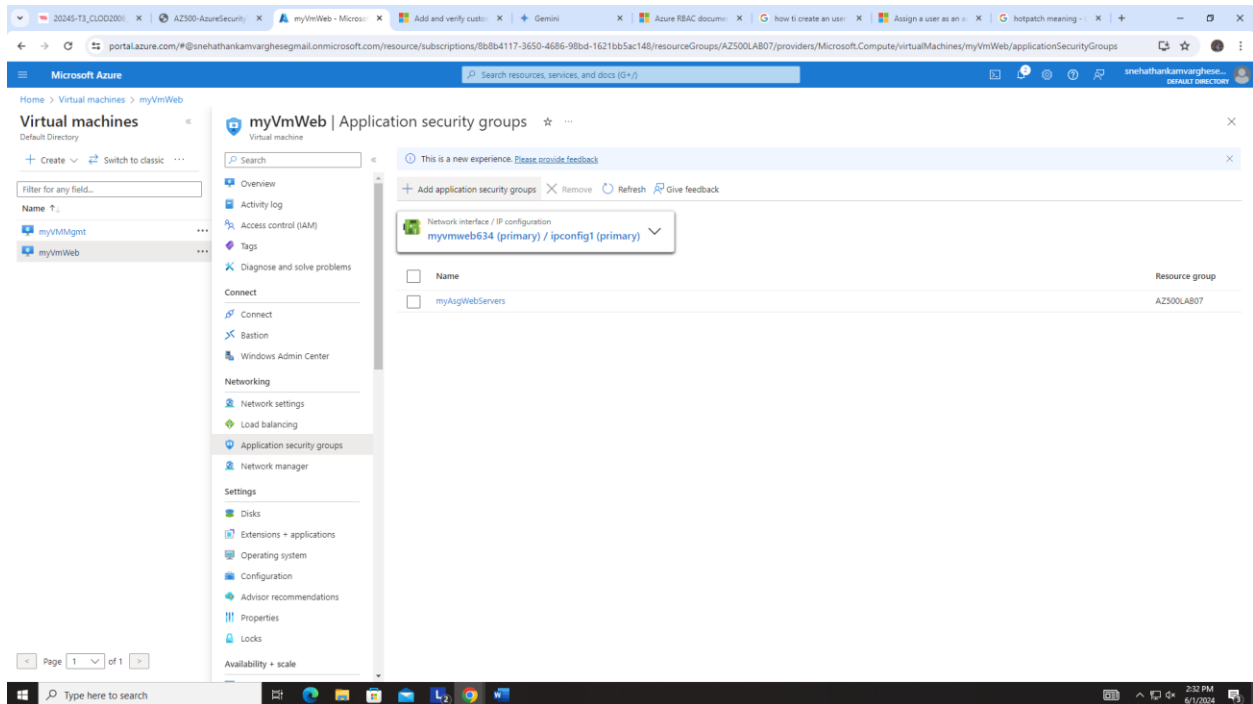 2024S-T3_CLOD2008
AZ500-AzureSecurity
myVmWeb - Microsof
Add and verify custom
Gemini
Azure RBAC documen
how ti create an user
Assign a user as an a
hotpatch meaning -
portal.azure.com/#@snehathankamvarghesegmail.onmicrosoft.com/resource/subscriptions/8b8b4117-3650-4686-98bd-1621bb5ac148/resourceGroups/AZ500LAB07/providers/Microsoft.Compute/virtualMachines/myVmWeb/applicationSecurityGroups
Microsoft Azure
Search resources, services, and docs (G+/)
snehathankamvarghese...
DEFAULT DIRECTORY
Home > Virtual machines > myVmWeb
Virtual machines
Default Directory
Create
Switch to classic
Filter for any field...
Name ↑↓
myVMMgmt
myVmWeb
Page 1 of 1
myVmWeb | Application security groups
Virtual machine
Search
Overview
Activity log
Access control (IAM)
Tags
Diagnose and solve problems
Connect
Connect
Bastion
Windows Admin Center
Networking
Network settings
Load balancing
Application security groups
Network manager
Settings
Disks
Extensions + applications
Operating system
Configuration
Advisor recommendations
Properties
Locks
Availability + scale
This is a new experience. Please provide feedback
Add application security groups
Remove
Refresh
Give feedback
Network interface / IP configuration
myvmweb634 (primary) / ipconfig1 (primary)
Name
Resource group
myAsgWebServers
AZ500LAB07
Type here to search
2:32 PM
6/1/2024